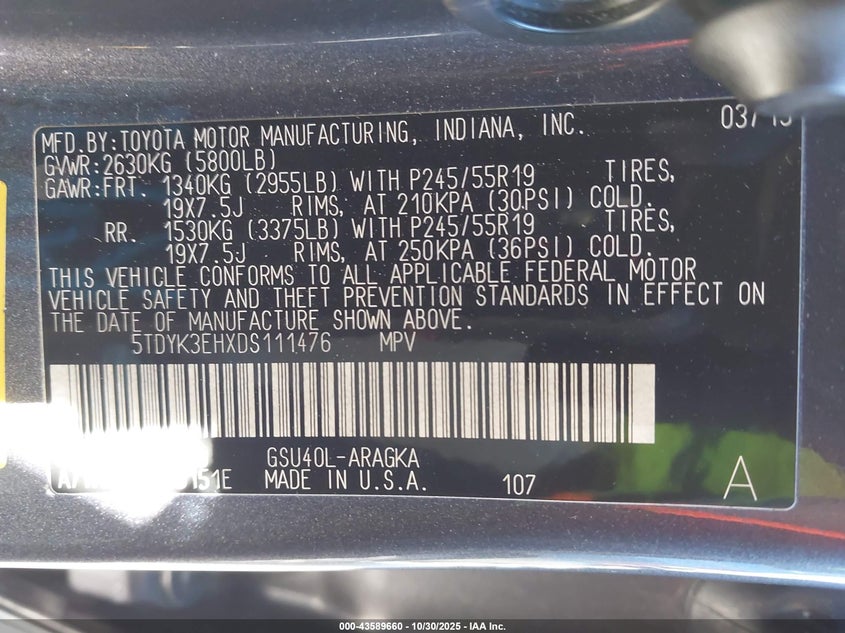 MFD.BY:TOYOTA MOTOR MANUFACTURING, INDIANA, INC. 03/13
GVWR:2630KG (5800LB)
GAWR:FRT. 1340KG (2955LB) WITH P245/55R19 TIRES,
19X7.5J RIMS, AT 210KPA (30PSI) COLD.
RR. 1530KG (3375LB) WITH P245/55R19 TIRES,
19X7.5J RIMS, AT 250KPA (36PSI) COLD.
THIS VEHICLE CONFORMS TO ALL APPLICABLE FEDERAL MOTOR
VEHICLE SAFETY AND THEFT PREVENTION STANDARDS IN EFFECT ON
THE DATE OF MANUFACTURE SHOWN ABOVE.
5TDYK3EHXDS111476 MPV
GSU40L-ARAGKA
MADE IN U.S.A. 107 A
000-43589660 - 10/30/2025 - IAA Inc.